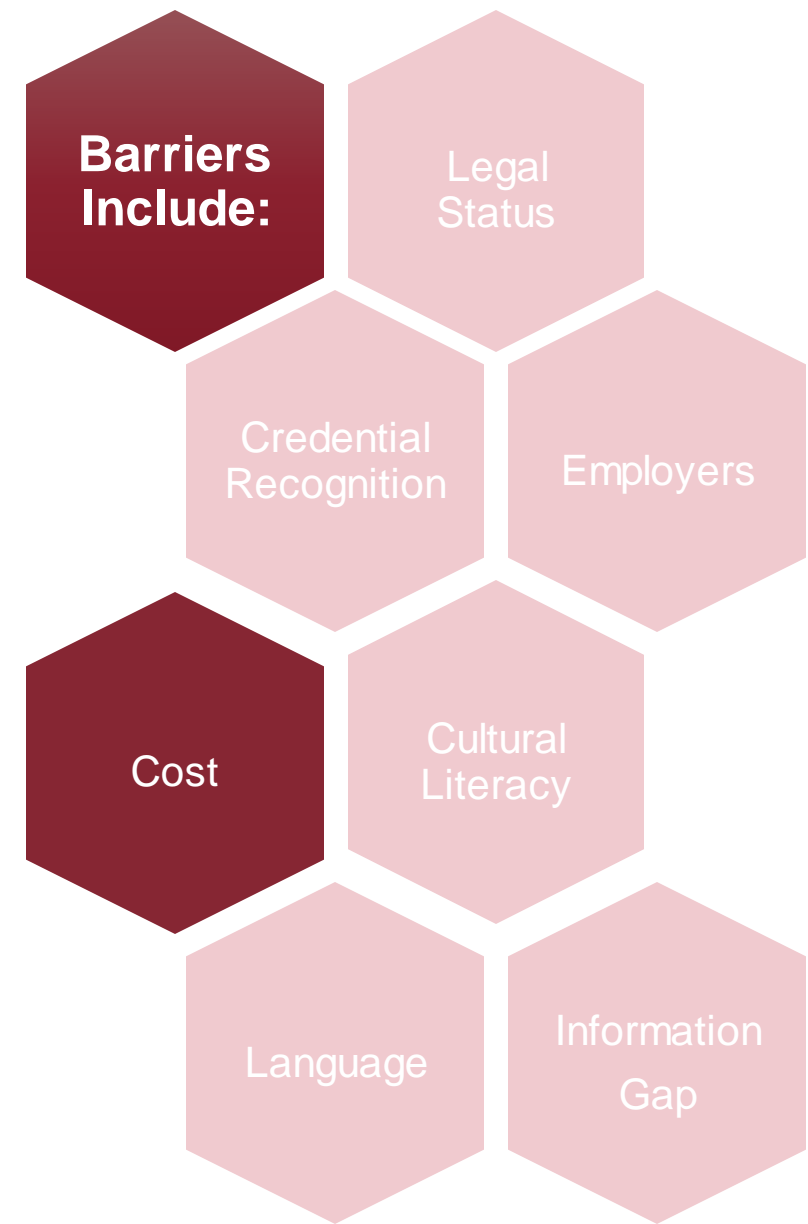 Barriers
Include:
Legal
Status
Credential
Recognition
Employers
Cost
Cultural
Literacy
Language
Information
Gap